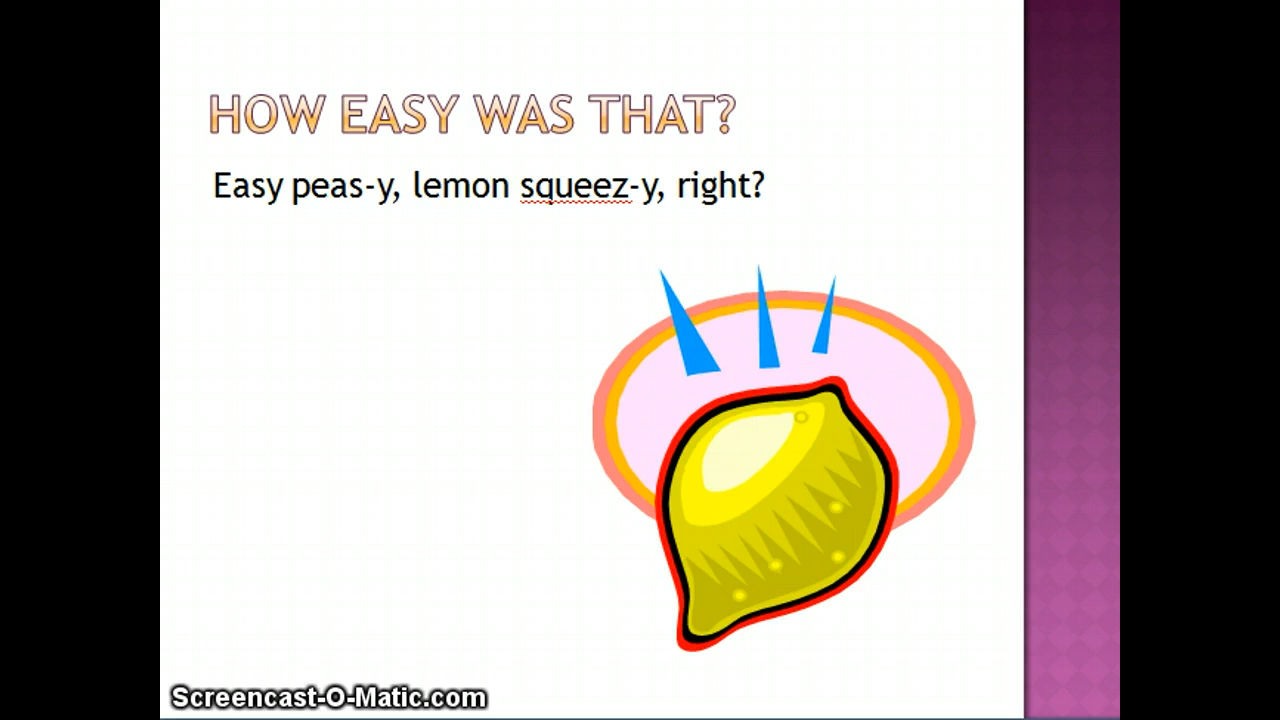 HOW EASY WAS THAT?
Easy peas-y, lemon squeez-y, right?
Screencast-O-Matic.com